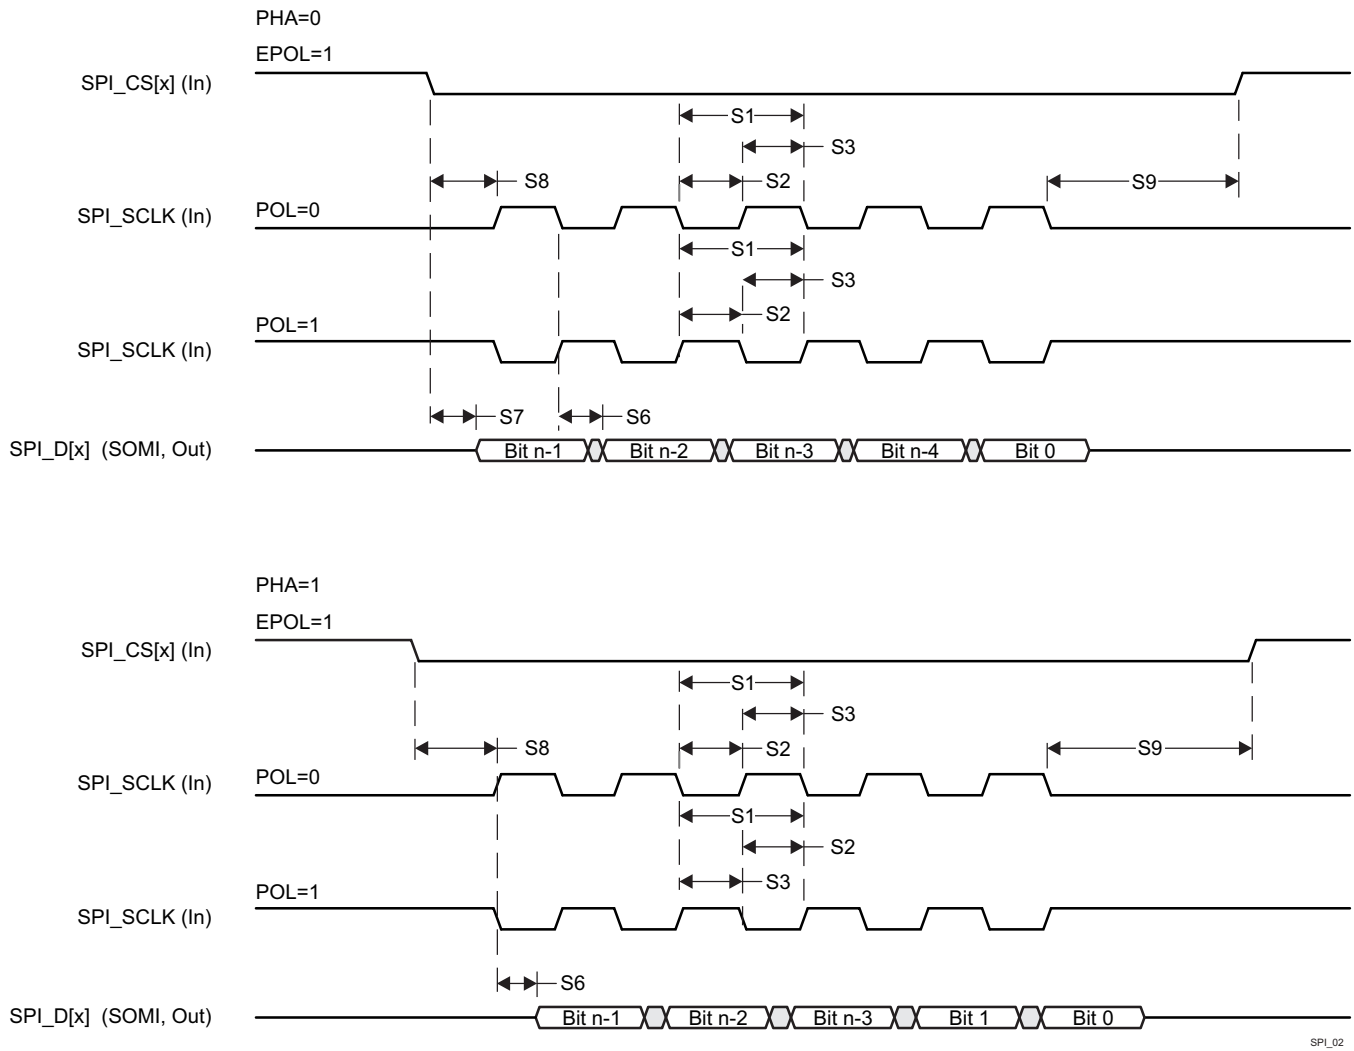 PHA=0
EPOL=1
SPI_CS[x] (In)
S1
S3
S8
S2
S9
POL=0
SPI_SCLK (In)
S1
S3
S2
POL=1
SPI_SCLK (In)
S7
S6
SPI_D[x] (SOMI, Out)
Bit n-1
Bit n-2
Bit n-3
Bit n-4
Bit 0
PHA=1
EPOL=1
SPI_CS[x] (In)
S1
S3
S8
S2
S9
POL=0
SPI_SCLK (In)
S1
S2
S3
POL=1
SPI_SCLK (In)
S6
SPI_D[x] (SOMI, Out)
Bit n-1
Bit n-2
Bit n-3
Bit 1
Bit 0
SPI_02